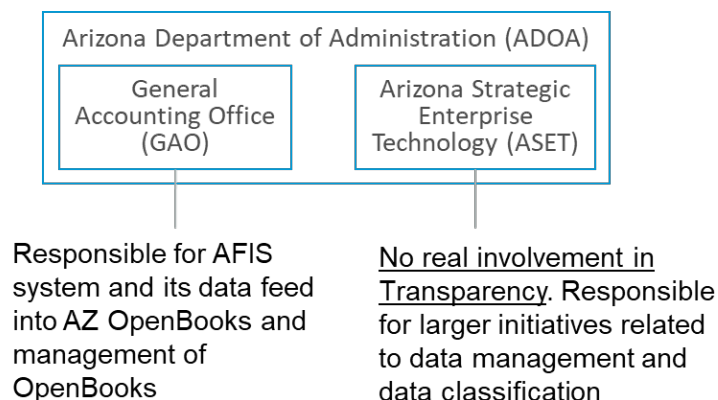 Arizona Department of Administration (ADOA)
General
Accounting Office
(GAO)
Arizona Strategic
Enterprise
Technology (ASET)
Responsible for AFIS
system and its data feed
into AZ OpenBooks and
management of
OpenBooks
No real involvement in
Transparency. Responsible
for larger initiatives related
to data management and
data classification